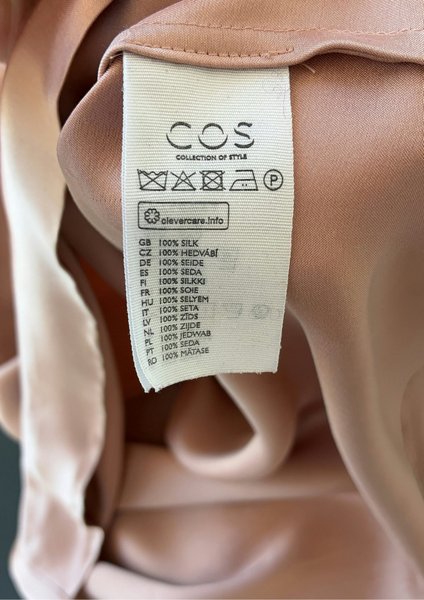 COS
COLLECTION OF STYLE
P
clevercare.info
GB 100% SILK
CZ 100% HEDVÁBÍ
DE 100% SEIDE
ES 100% SEDA
FI 100% SILKKI
FR 100% SOIE
HU 100% SELYEM
IT 100% SETA
LV 100% ZĪDS
NL 100% ZIJDE
PL 100% JEDWAB
PT 100% SEDA
RO 100% MĂTASE